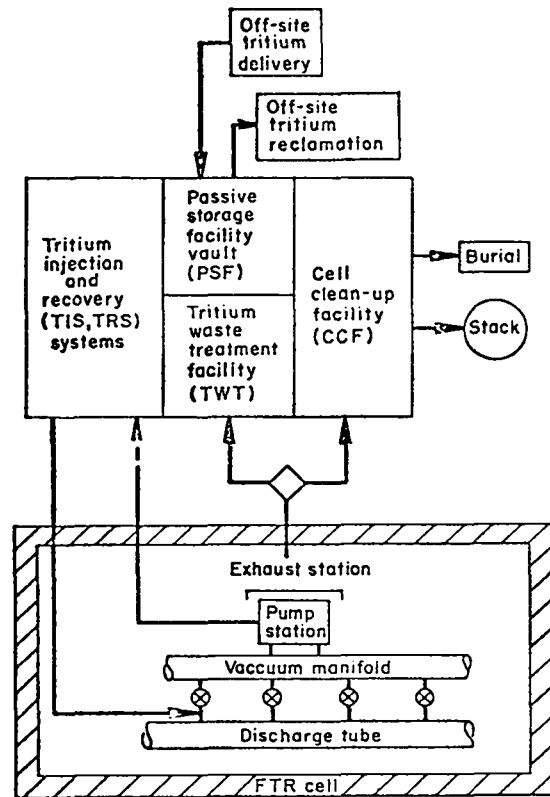 Off-site
tritium
delivery
Off-site
tritium
reclamation
Tritium
injection
and
recovery
(TIS,TRS)
systems
Passive
storage
facility
vault
(PSF)
Tritium
waste
treatment
facility
(TWT)
Cell
clean-up
facility
(CCF)
Burial
Stack
Exhaust station
Pump
station
Vaccuum manifold
Discharge tube
FTR cell